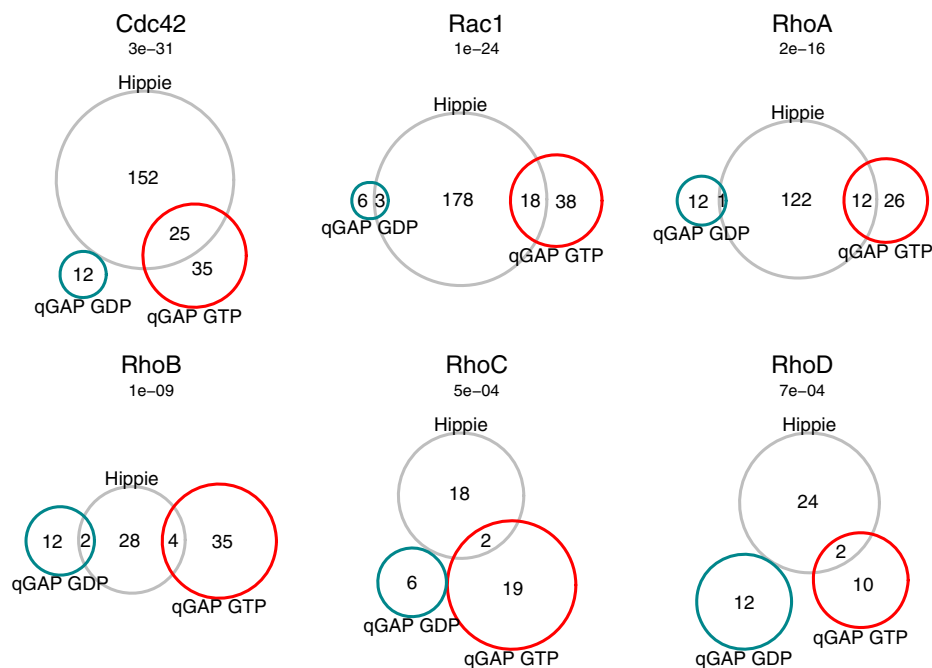 Cdc42
3e−31
Hippie
152
25
35
12
qGAP GDP
qGAP GTP
Rac1
1e−24
Hippie
6
3
178
18
38
qGAP GDP
qGAP GTP
RhoA
2e−16
Hippie
12
1
122
12
26
qGAP GDP
qGAP GTP
RhoB
1e−09
Hippie
12
2
28
4
35
qGAP GDP
qGAP GTP
RhoC
5e−04
Hippie
18
2
6
19
qGAP GDP
qGAP GTP
RhoD
7e−04
Hippie
24
2
10
12
qGAP GTP
qGAP GDP